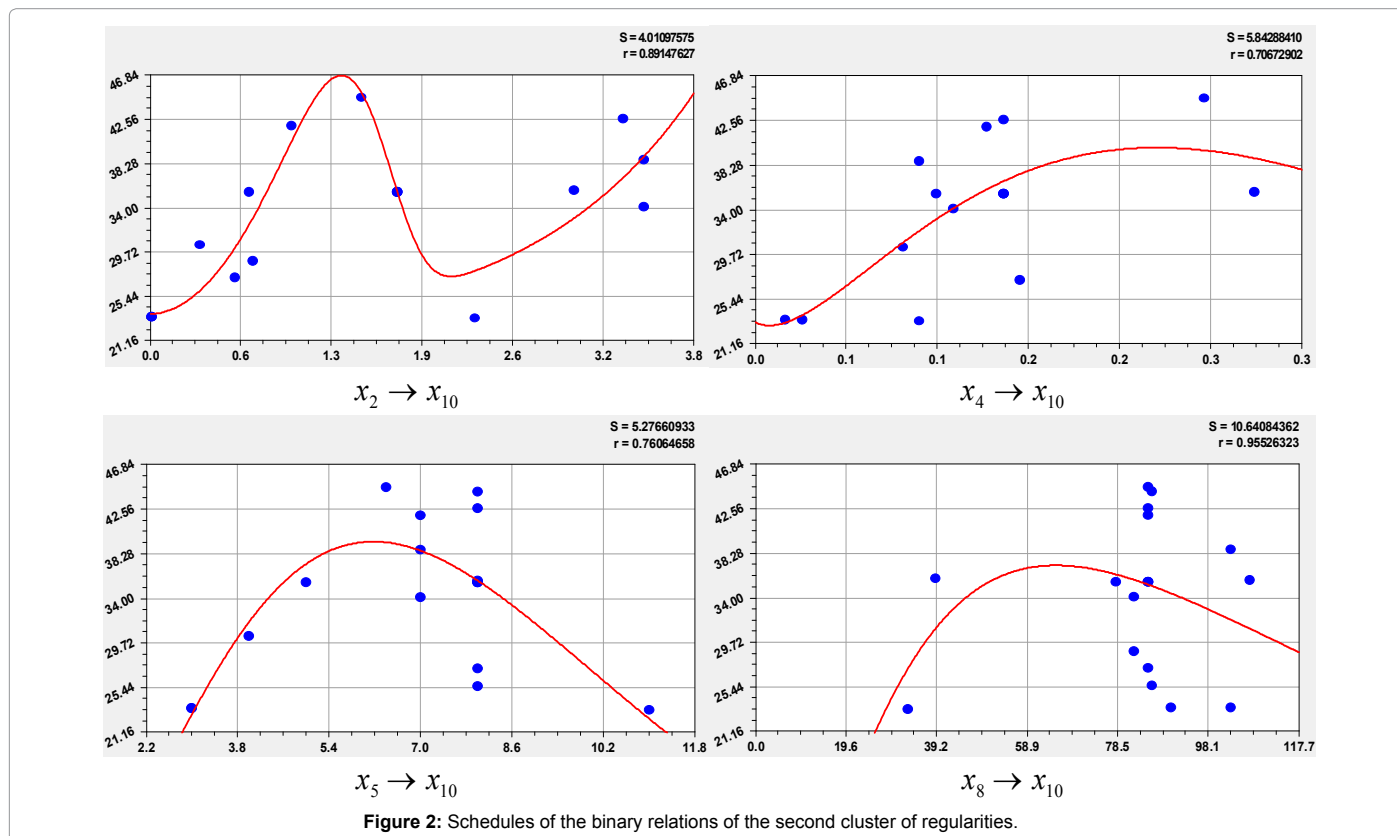 S = 4.01097575
r = 0.89147627
46.84
42.56
38.28
34.00
29.72
25.44
21.16
0.0 0.6 1.3 1.9 2.6 3.2 3.8
x2 → x10
S = 5.84288410
r = 0.70672902
46.84
42.56
38.28
34.00
29.72
25.44
21.16
0.0 0.1 0.1 0.2 0.2 0.3 0.3
x4 → x10
S = 5.27660933
r = 0.76064658
46.84
42.56
38.28
34.00
29.72
25.44
21.16
2.2 3.8 5.4 7.0 8.6 10.2 11.8
x5 → x10
S = 10.64084362
r = 0.95526323
46.84
42.56
38.28
34.00
29.72
25.44
21.16
0.0 19.6 39.2 58.9 78.5 98.1 117.7
x8 → x10
Figure 2: Schedules of the binary relations of the second cluster of regularities.